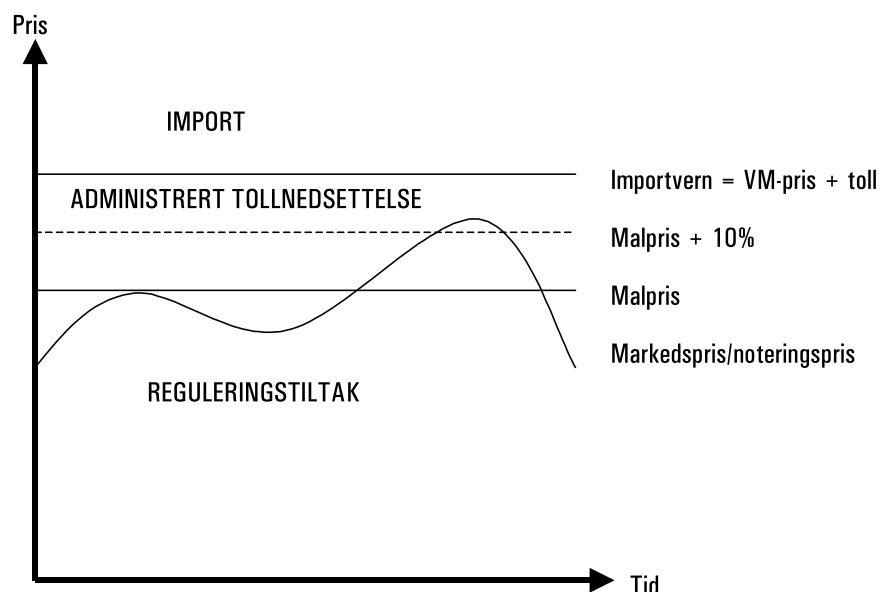 Pris
IMPORT
Importvern = VM-pris + toll
ADMINISTRERT TOLLNEDSETTELSE
Malpris + 10%
Malpris
Markedspris/noteringspris
REGULERINGSTILTAK
Tid